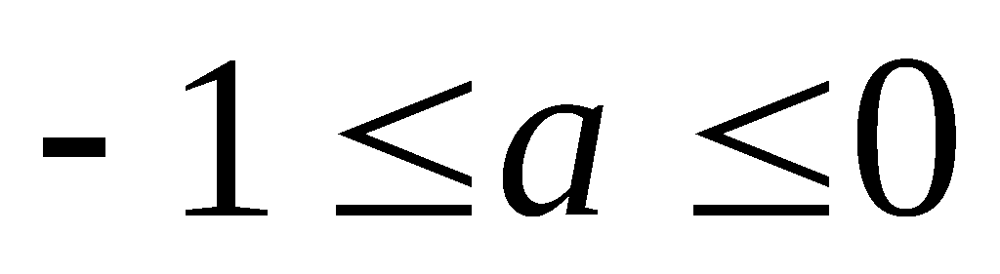 - 1 ≤ a ≤ 0